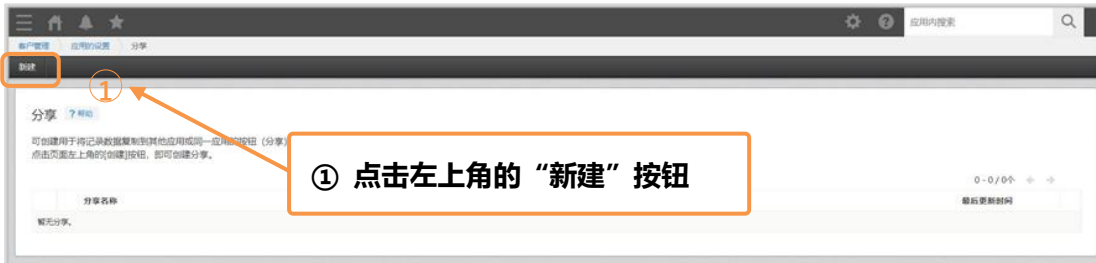 应用内搜索
客户管理 应用的设置 分享
新建
①
分享 ?帮助
可创建用于将记录数据复制到其他应用或同一应用的按钮（分享）
点击页面左上角的[创建]按钮，即可创建分享。
① 点击左上角的“新建”按钮
0-0/0个
分享名称 最后更新时间
暂无分享。